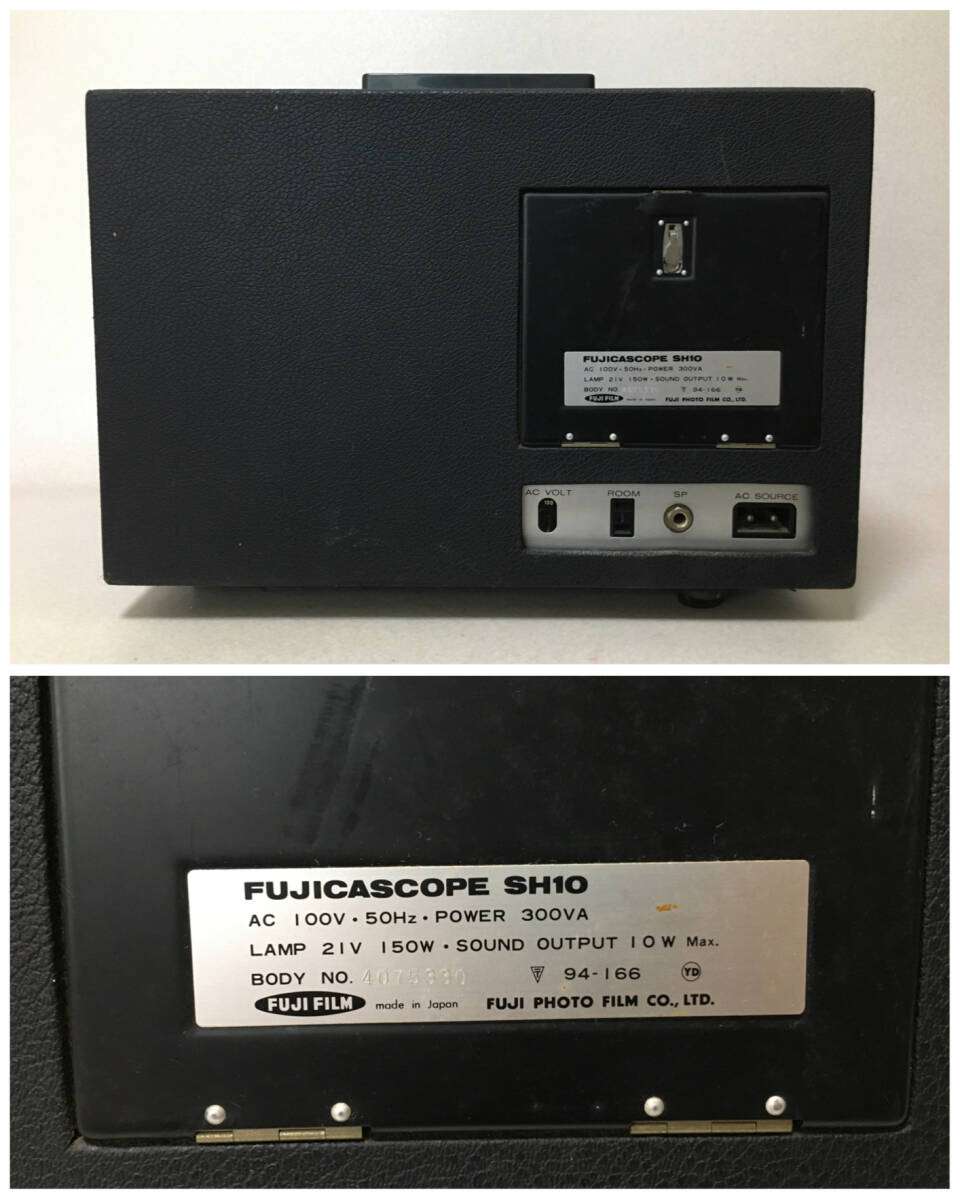 FUJICASCOPE SH10
AC 100V · 50Hz · POWER 300VA
LAMP 21V 150W · SOUND OUTPUT 10W Max.
BODY NO. 〒 94-166 YD
FUJI FILM made in Japan FUJI PHOTO FILM CO., LTD.
AC VOLT ROOM SP AC SOURCE
100
FUJICASCOPE SH10
AC 100V · 50Hz · POWER 300VA
LAMP 21V 150W · SOUND OUTPUT 10W Max.
BODY NO. 4075330 〒 94-166 YD
FUJI FILM made in Japan FUJI PHOTO FILM CO., LTD.